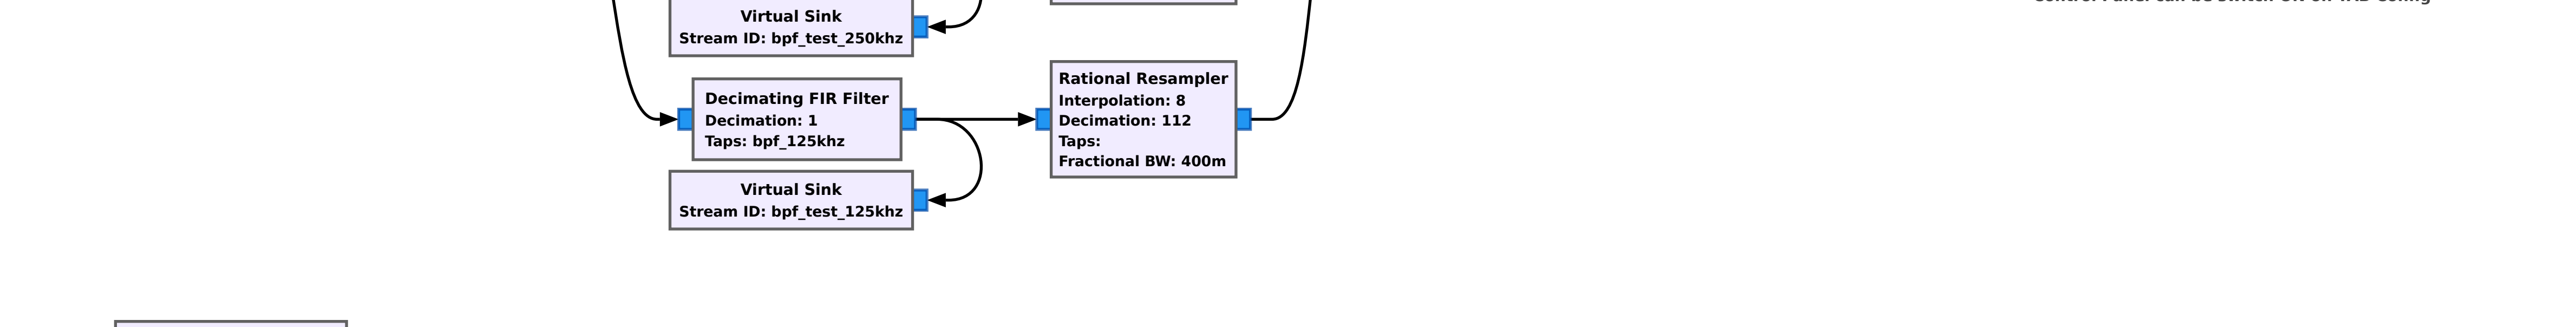 Virtual Sink
Stream ID: bpf_test_250khz
Decimating FIR Filter
Decimation: 1
Taps: bpf_125khz
Rational Resampler
Interpolation: 8
Decimation: 112
Taps:
Fractional BW: 400m
Virtual Sink
Stream ID: bpf_test_125khz